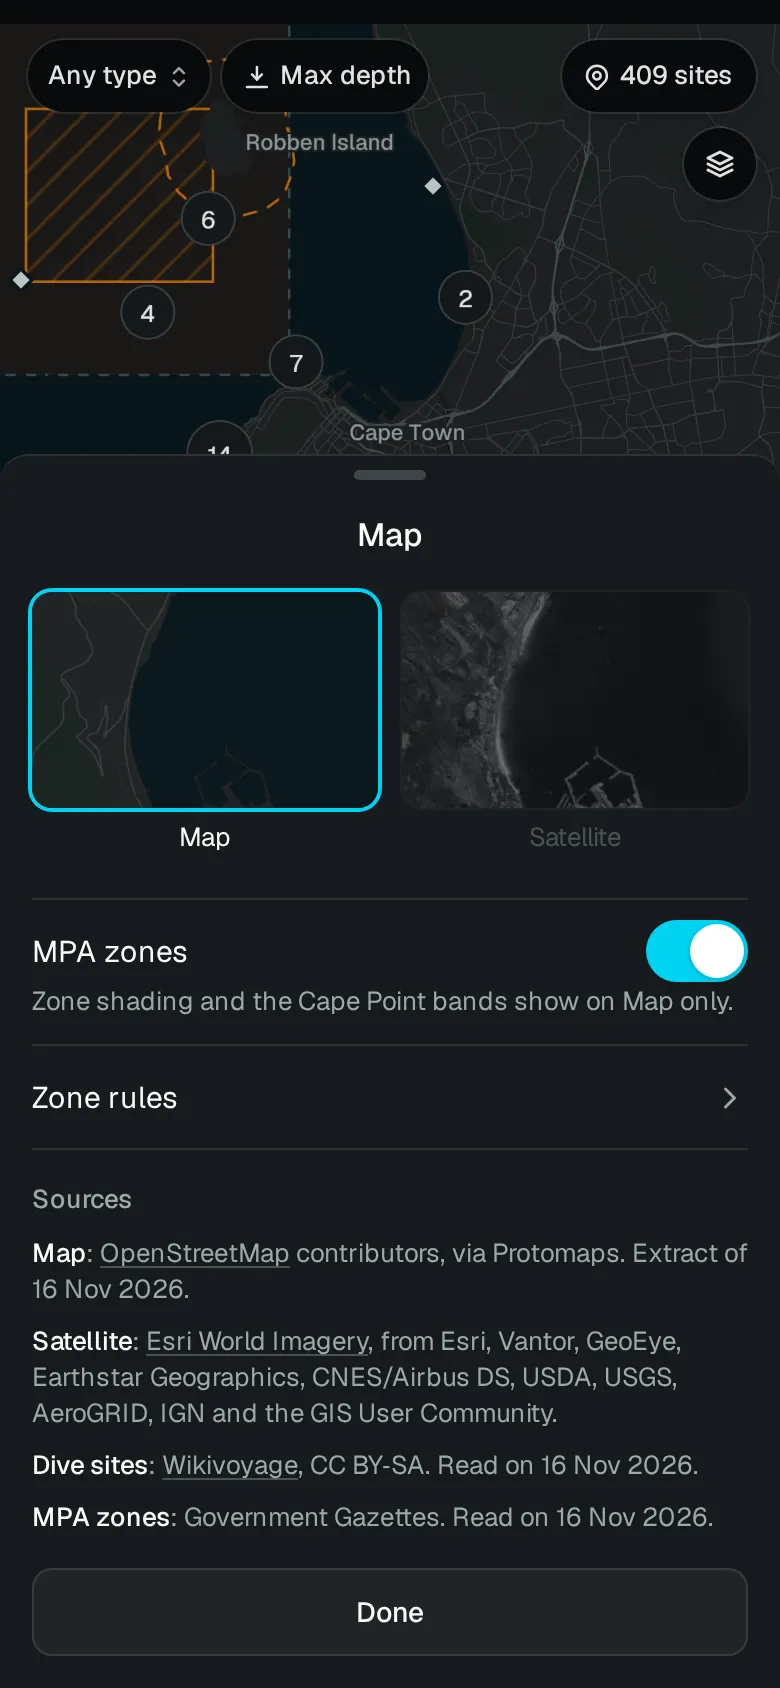 Any type
Max depth
409 sites
Robben Island
6
2
4
7
Cape Town
14
Map
Map
Satellite
MPA zones
Zone shading and the Cape Point bands show on Map only.
Zone rules
Sources
Map: OpenStreetMap contributors, via Protomaps. Extract of
16 Nov 2026.
Satellite: Esri World Imagery, from Esri, Vantor, GeoEye,
Earthstar Geographics, CNES/Airbus DS, USDA, USGS,
AeroGRID, IGN and the GIS User Community.
Dive sites: Wikivoyage, CC BY-SA. Read on 16 Nov 2026.
MPA zones: Government Gazettes. Read on 16 Nov 2026.
Done